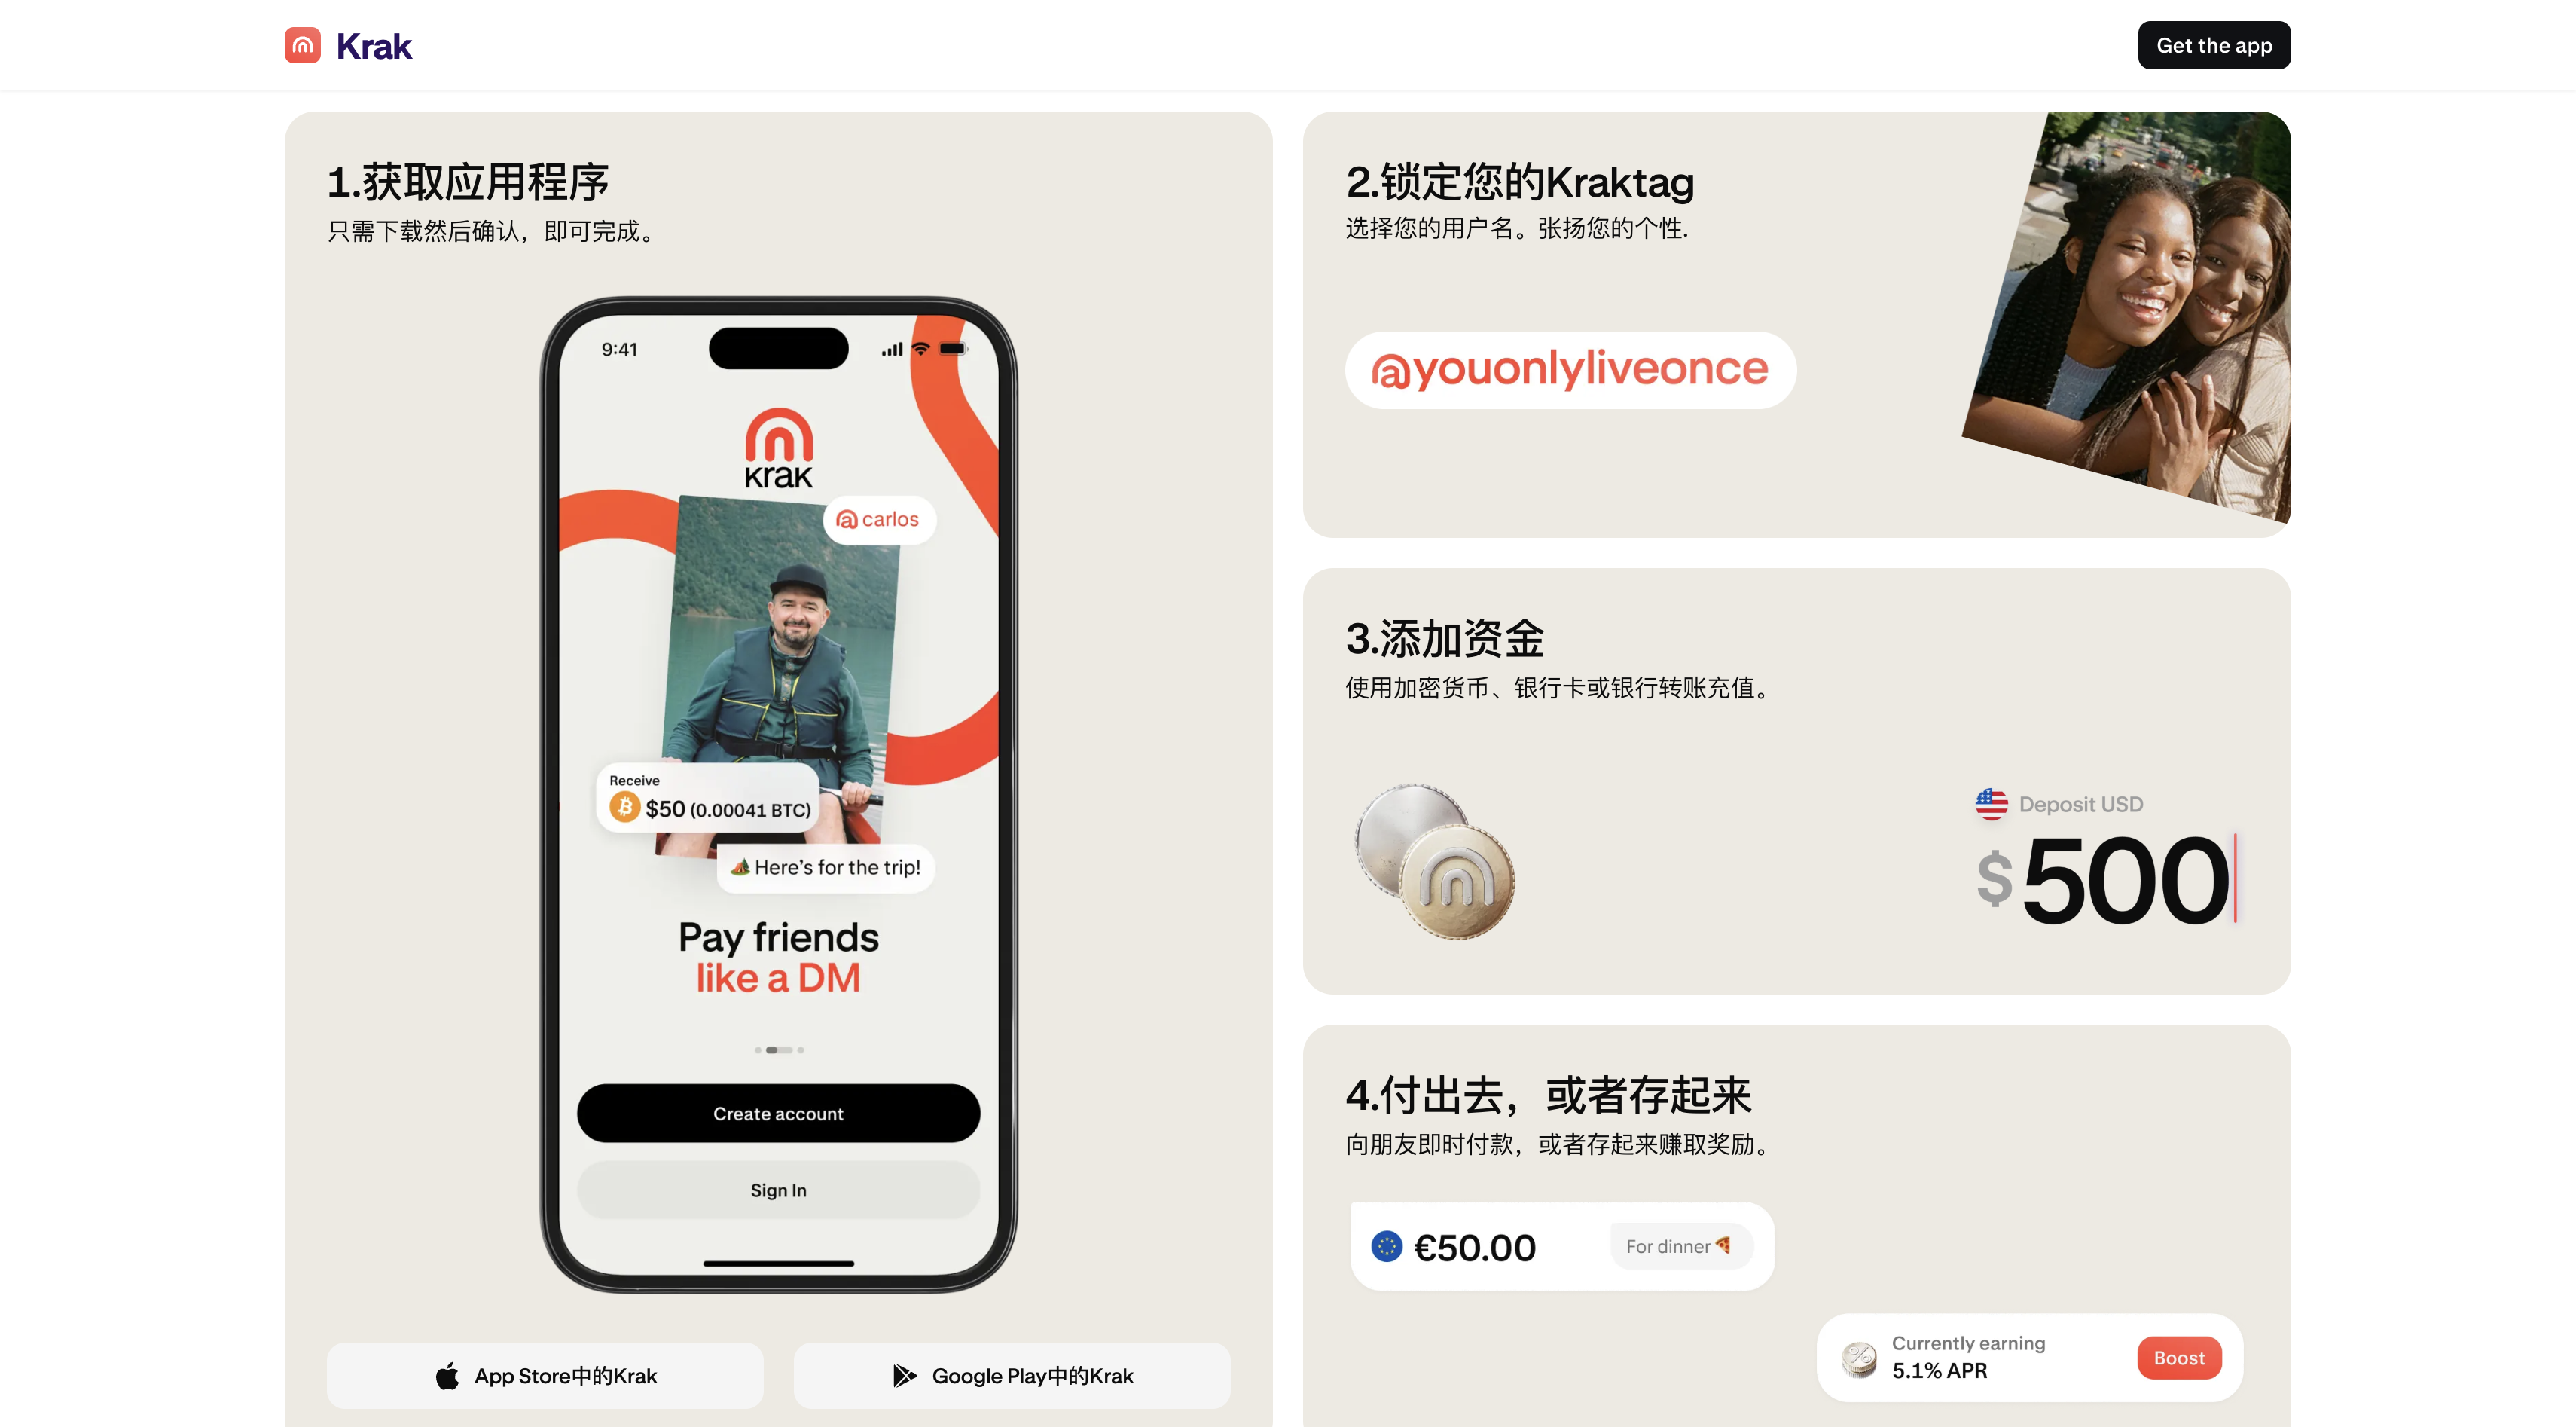 Krak
Get the app
1.获取应用程序
只需下载然后确认，即可完成。
9:41
Krak
@carlos
Receive
$50 (0.00041 BTC)
Here's for the trip!
Pay friends
like a DM
Create account
Sign In
App Store中的Krak
Google Play中的Krak
2.锁定您的Kraktag
选择您的用户名。张扬您的个性.
@youonlyliveonce
3.添加资金
使用加密货币、银行卡或银行转账充值。
Deposit USD
$500
4.付出去，或者存起来
向朋友即时付款，或者存起来赚取奖励。
€50.00
For dinner
Currently earning
5.1% APR
Boost